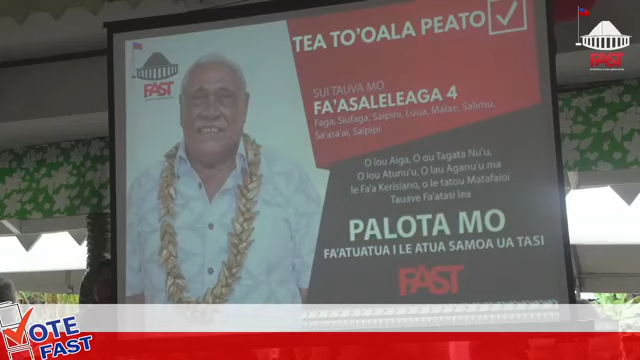 TEA TO'OALA PEATO
FAST
SUI TAUVA MO
FA'ASALELEAGA 4
Faga, Siufaga, Saipini, Luua, Malae, Salimu,
Sa'asa'ai, Saipipi
O lou Aiga, O ou Tagata Nu'u,
O lou Atunu'u, O lau Aganu'u ma
le Fa'a Kerisiano, o le tatou Matafaioi
Tauave Fa'atasi lea
PALOTA MO
FA'ATUATUA I LE ATUA SAMOA UA TASI
FAST
FAST
VOTE
FAST